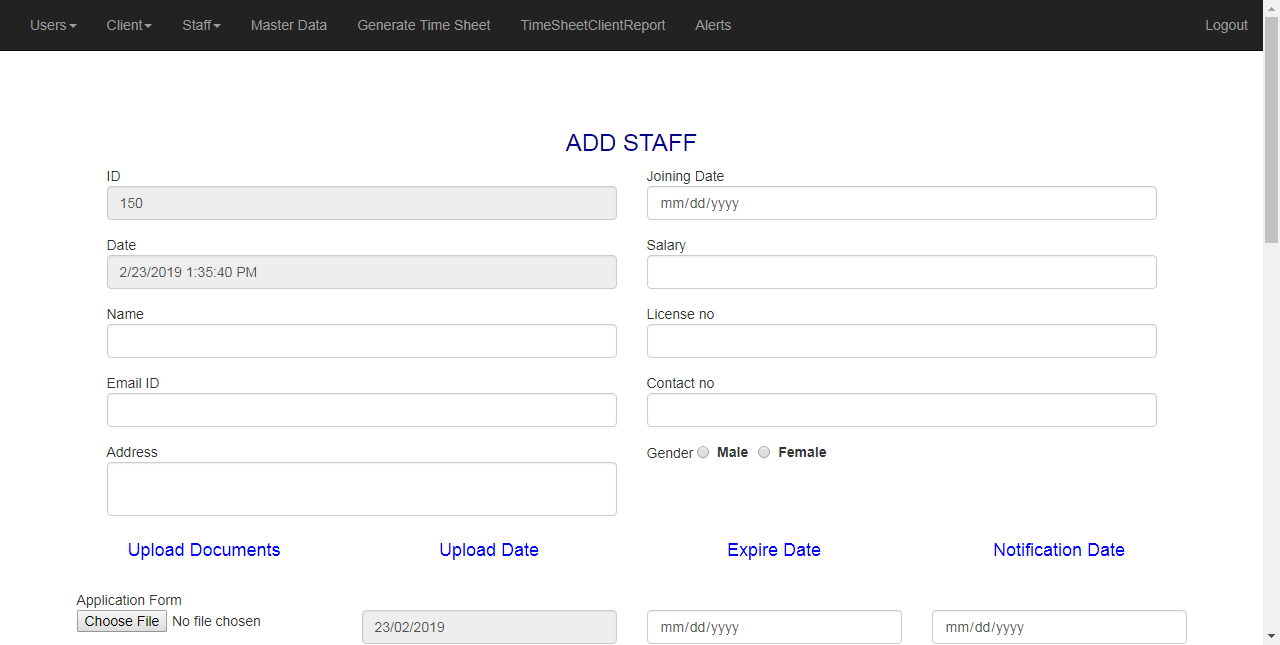 Users Client Staff Master Data Generate Time Sheet TimeSheetClientReport Alerts Logout
ADD STAFF
ID Joining Date
150 mm/dd/yyyy
Date Salary
2/23/2019 1:35:40 PM
Name License no
Email ID Contact no
Address Gender Male Female
Upload Documents Upload Date Expire Date Notification Date
Application Form
Choose File No file chosen 23/02/2019 mm/dd/yyyy mm/dd/yyyy